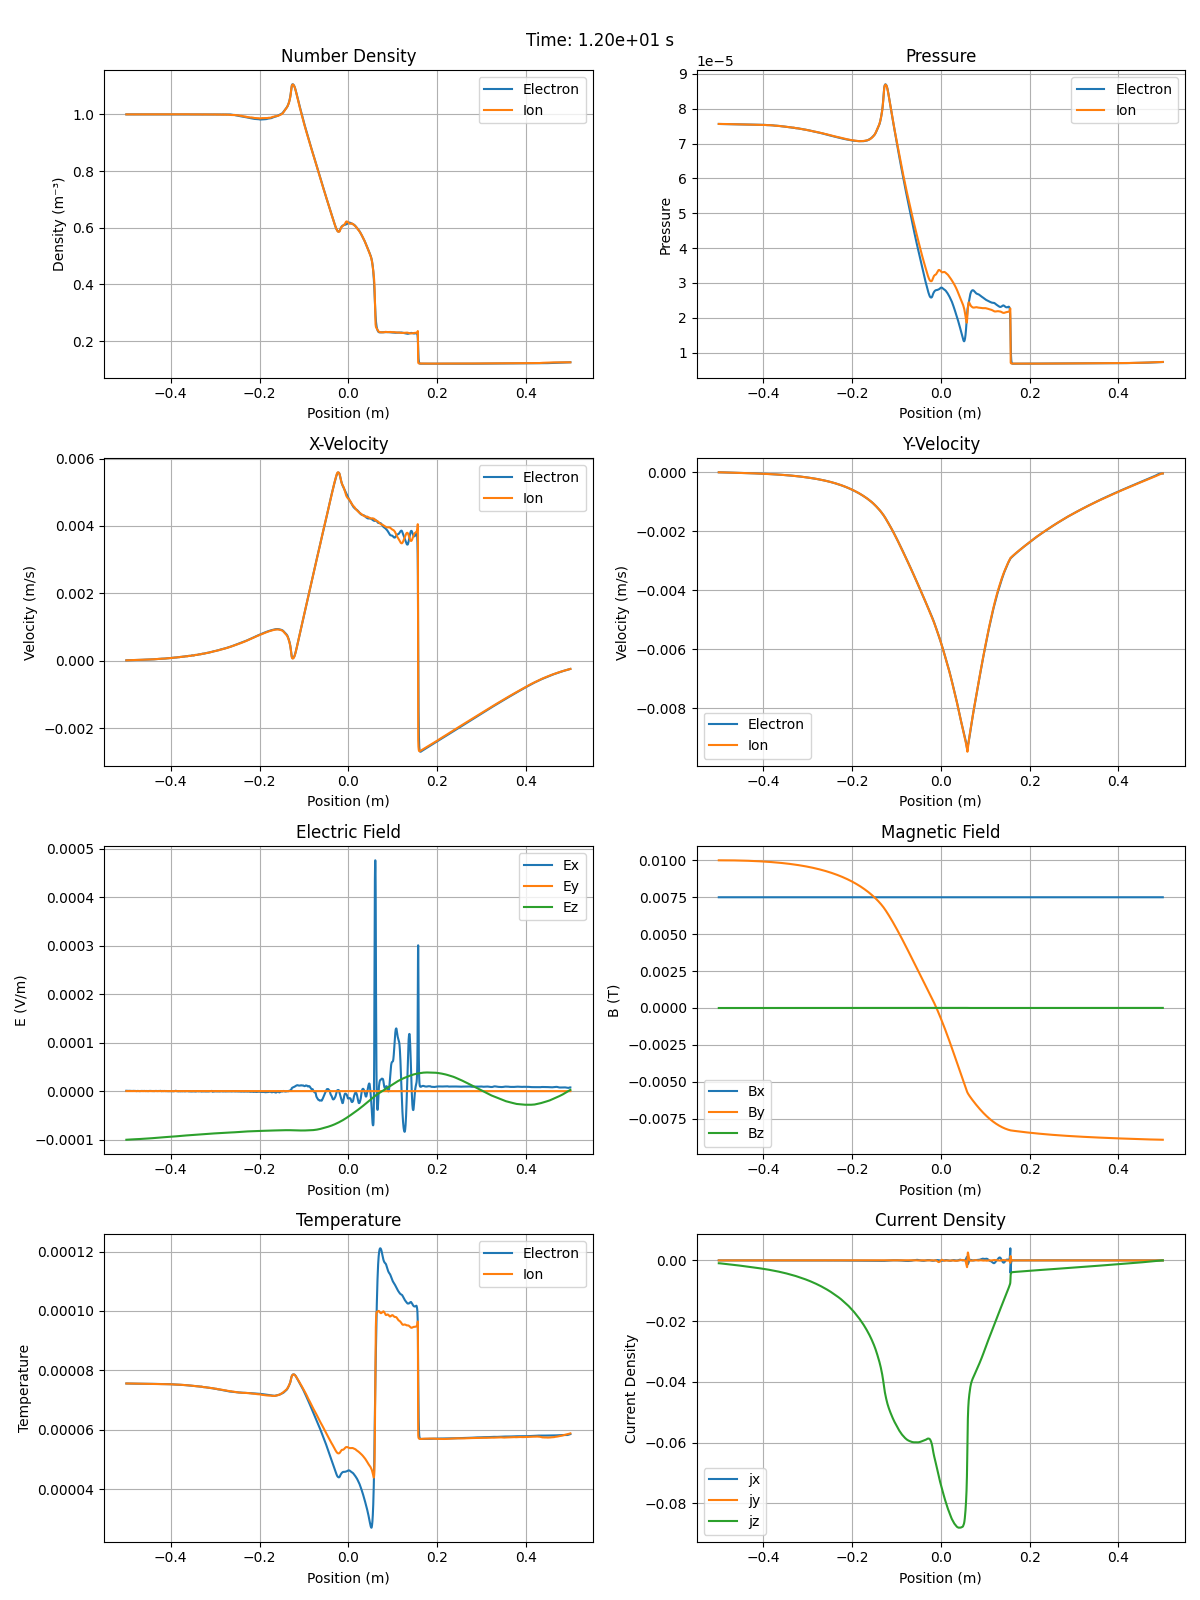 Time: 1.20e+01 s
Number Density
Density (m⁻³)
1.0
0.8
0.6
0.4
0.2
−0.4 −0.2 0.0 0.2 0.4
Position (m)
Electron
Ion
Pressure
1e−5
Pressure
9
8
7
6
5
4
3
2
1
−0.4 −0.2 0.0 0.2 0.4
Position (m)
Electron
Ion
X-Velocity
Velocity (m/s)
0.006
0.004
0.002
0.000
−0.002
−0.4 −0.2 0.0 0.2 0.4
Position (m)
Electron
Ion
Y-Velocity
Velocity (m/s)
0.000
−0.002
−0.004
−0.006
−0.008
−0.4 −0.2 0.0 0.2 0.4
Position (m)
Electron
Ion
Electric Field
E (V/m)
0.0005
0.0004
0.0003
0.0002
0.0001
0.0000
−0.0001
−0.4 −0.2 0.0 0.2 0.4
Position (m)
Ex
Ey
Ez
Magnetic Field
B (T)
0.0100
0.0075
0.0050
0.0025
0.0000
−0.0025
−0.0050
−0.0075
−0.4 −0.2 0.0 0.2 0.4
Position (m)
Bx
By
Bz
Temperature
Temperature
0.00012
0.00010
0.00008
0.00006
0.00004
−0.4 −0.2 0.0 0.2 0.4
Position (m)
Electron
Ion
Current Density
Current Density
0.00
−0.02
−0.04
−0.06
−0.08
−0.4 −0.2 0.0 0.2 0.4
Position (m)
jx
jy
jz